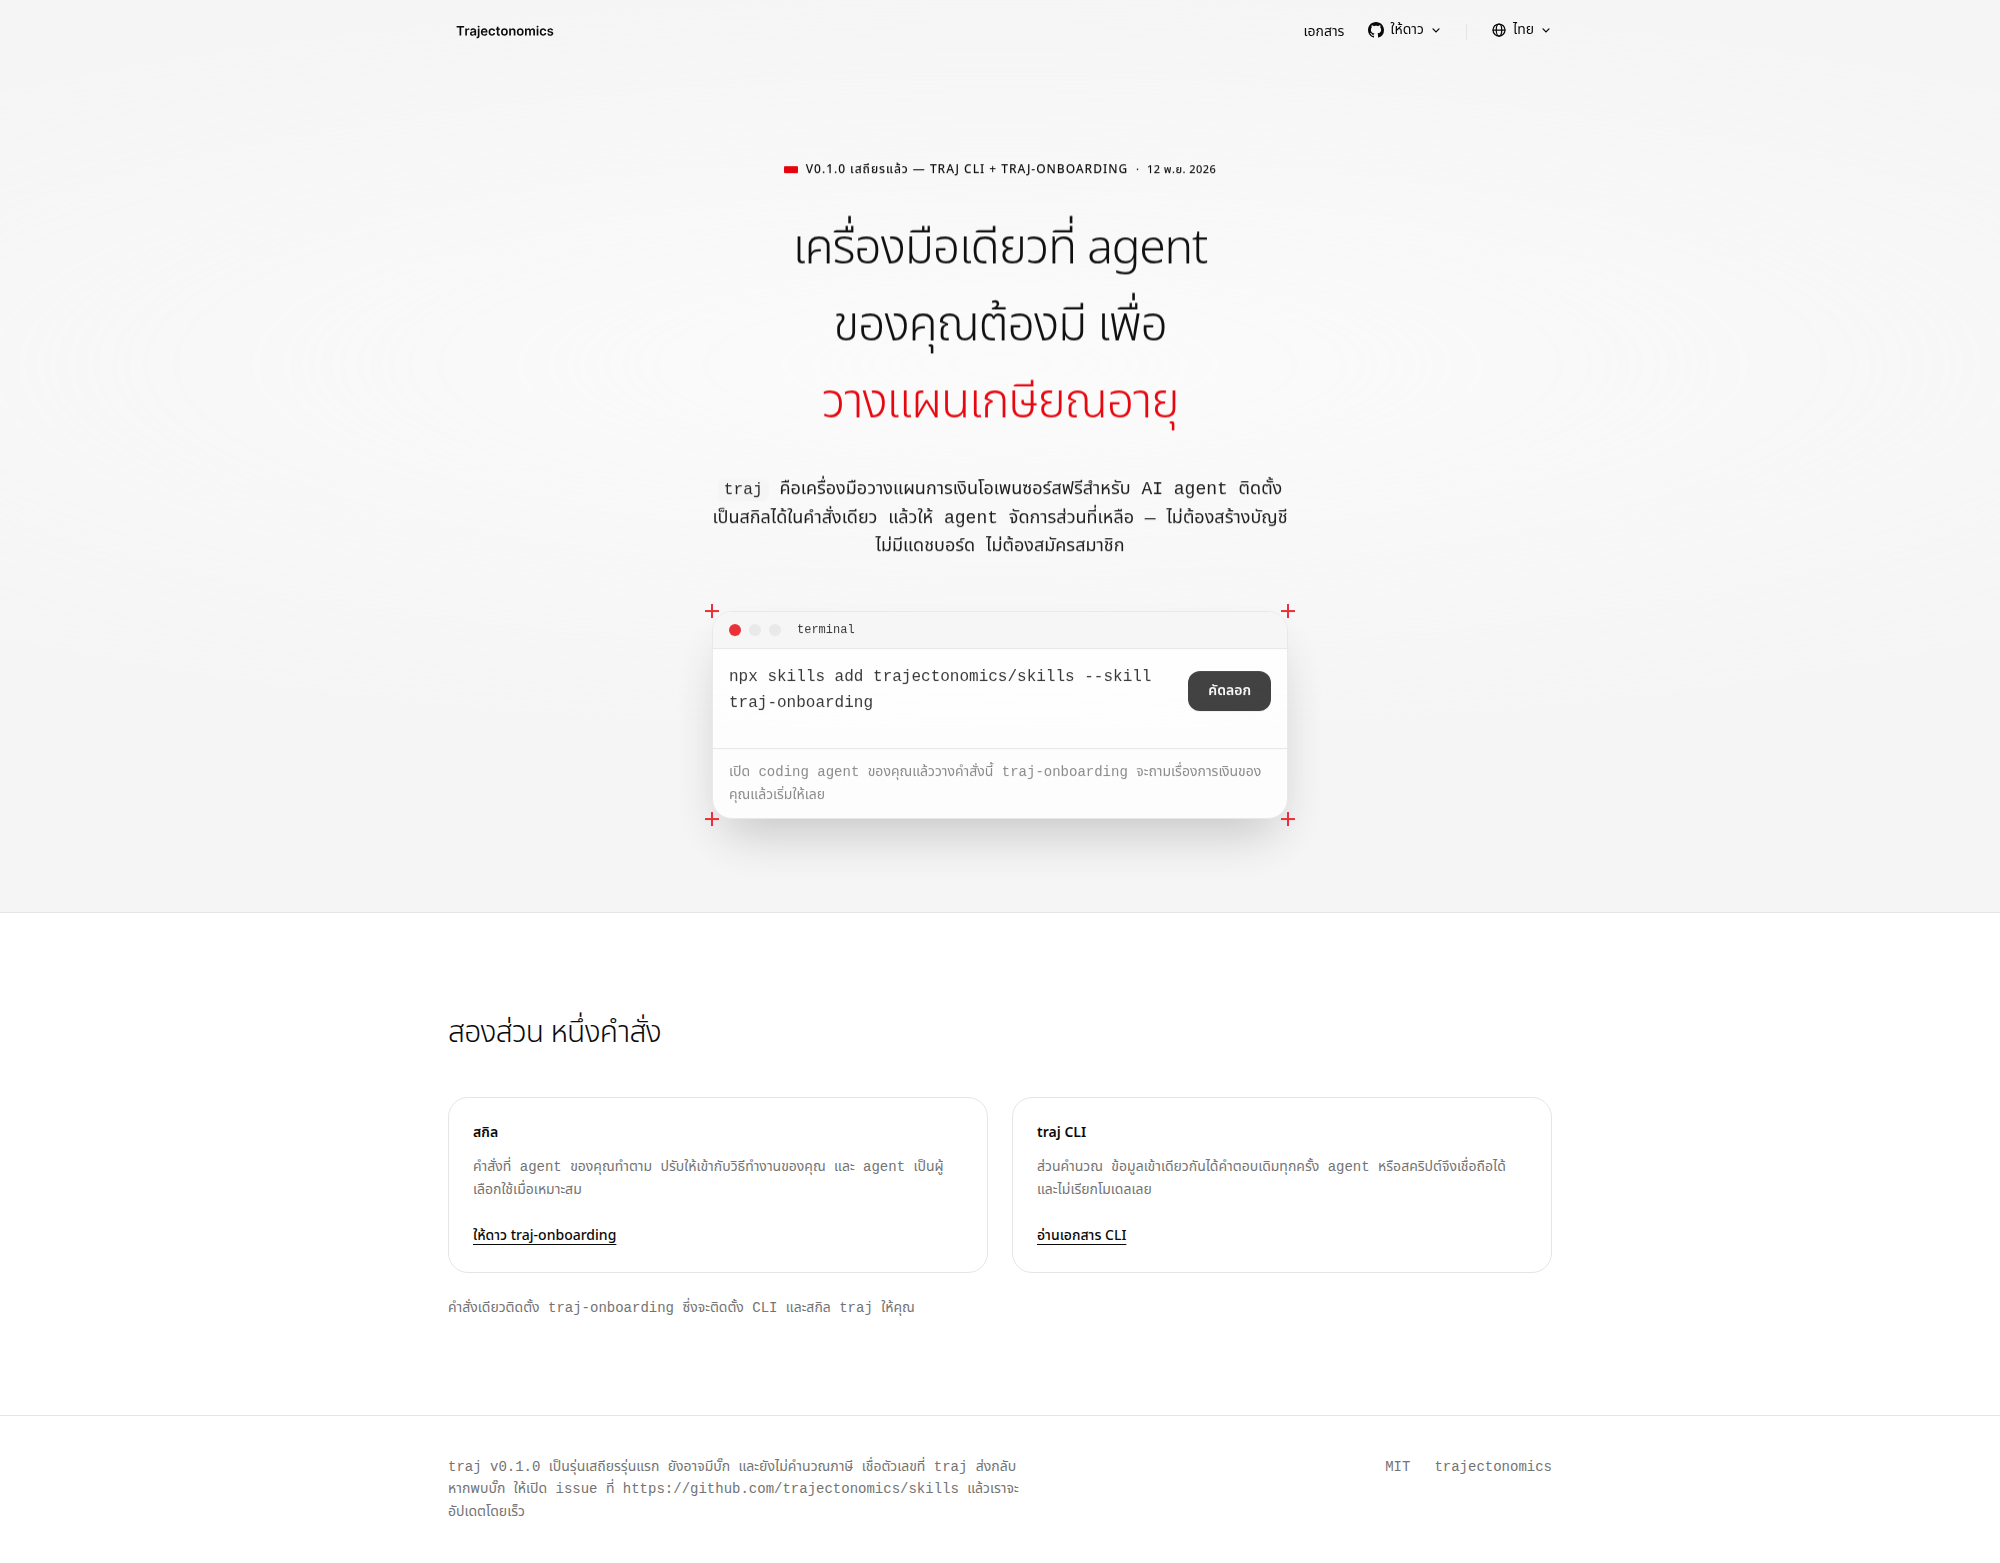 Trajectonomics
เอกสาร
ให้ดาว
ไทย
V0.1.0 เสถียรแล้ว — TRAJ CLI + TRAJ-ONBOARDING · 12 พ.ย. 2026
เครื่องมือเดียวที่ agent
ของคุณต้องมี เพื่อ
วางแผนเกษียณอายุ
traj คือเครื่องมือวางแผนการเงินโอเพนซอร์สฟรีสำหรับ AI agent ติดตั้ง
เป็นสกิลได้ในคำสั่งเดียว แล้วให้ agent จัดการส่วนที่เหลือ — ไม่ต้องสร้างบัญชี
ไม่มีแดชบอร์ด ไม่ต้องสมัครสมาชิก
terminal
npx skills add trajectonomics/skills --skill
traj-onboarding
คัดลอก
เปิด coding agent ของคุณแล้ววางคำสั่งนี้ traj-onboarding จะถามเรื่องการเงินของ
คุณแล้วเริ่มให้เลย
สองส่วน หนึ่งคำสั่ง
สกิล
คำสั่งที่ agent ของคุณทำตาม ปรับให้เข้ากับวิธีทำงานของคุณ และ agent เป็นผู้
เลือกใช้เมื่อเหมาะสม
ให้ดาว traj-onboarding
traj CLI
ส่วนคำนวณ ข้อมูลเข้าเดียวกันได้คำตอบเดิมทุกครั้ง agent หรือสคริปต์จึงเชื่อถือได้
และไม่เรียกโมเดลเลย
อ่านเอกสาร CLI
คำสั่งเดียวติดตั้ง traj-onboarding ซึ่งจะติดตั้ง CLI และสกิล traj ให้คุณ
traj v0.1.0 เป็นรุ่นเสถียรรุ่นแรก ยังอาจมีบั๊ก และยังไม่คำนวณภาษี เชื่อตัวเลขที่ traj ส่งกลับ
หากพบบั๊ก ให้เปิด issue ที่ https://github.com/trajectonomics/skills แล้วเราจะ
อัปเดตโดยเร็ว
MIT trajectonomics